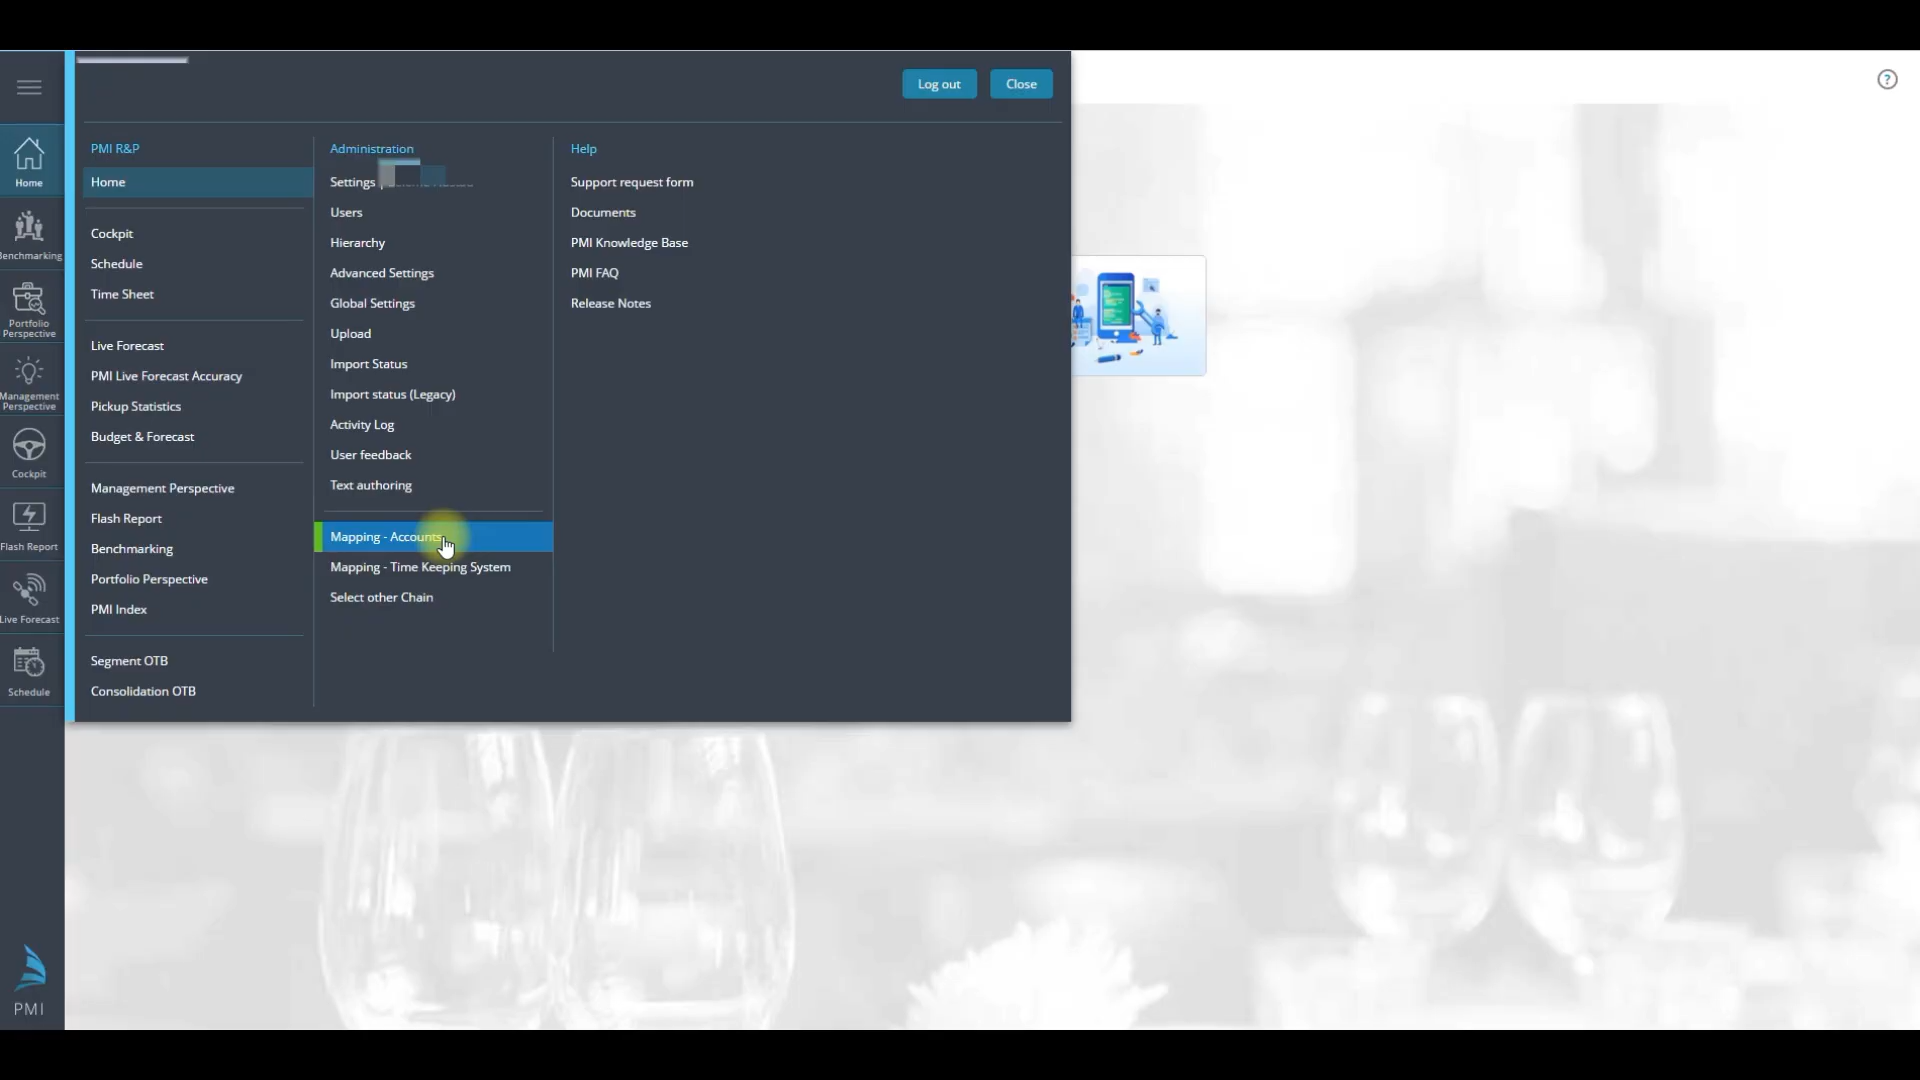 Log out
Close
Home
Benchmarking
Portfolio
Perspective
Management
Perspective
Cockpit
Flash Report
Live Forecast
Schedule
PMI
PMI R&P
Home
Cockpit
Schedule
Time Sheet
Live Forecast
PMI Live Forecast Accuracy
Pickup Statistics
Budget & Forecast
Management Perspective
Flash Report
Benchmarking
Portfolio Perspective
PMI Index
Segment OTB
Consolidation OTB
Administration
Settings
Users
Hierarchy
Advanced Settings
Global Settings
Upload
Import Status
Import status (Legacy)
Activity Log
User feedback
Text authoring
Mapping - Accounts
Mapping - Time Keeping System
Select other Chain
Help
Support request form
Documents
PMI Knowledge Base
PMI FAQ
Release Notes
?